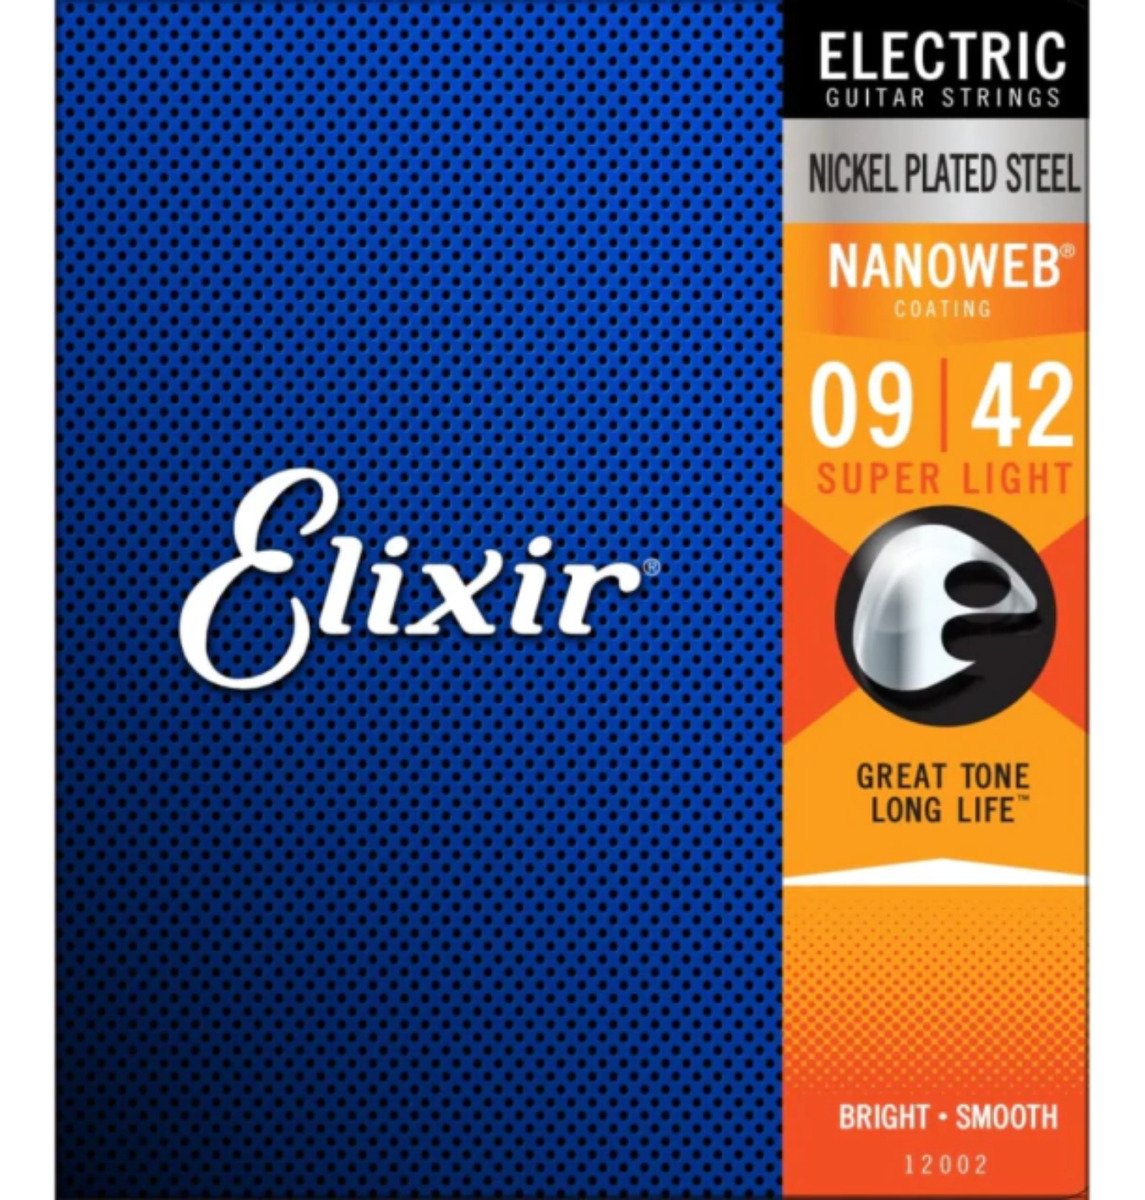 ELECTRIC
GUITAR STRINGS
NICKEL PLATED STEEL
NANOWEB®
COATING
09 | 42
SUPER LIGHT
Elixir®
e
GREAT TONE
LONG LIFE™
BRIGHT • SMOOTH
12002